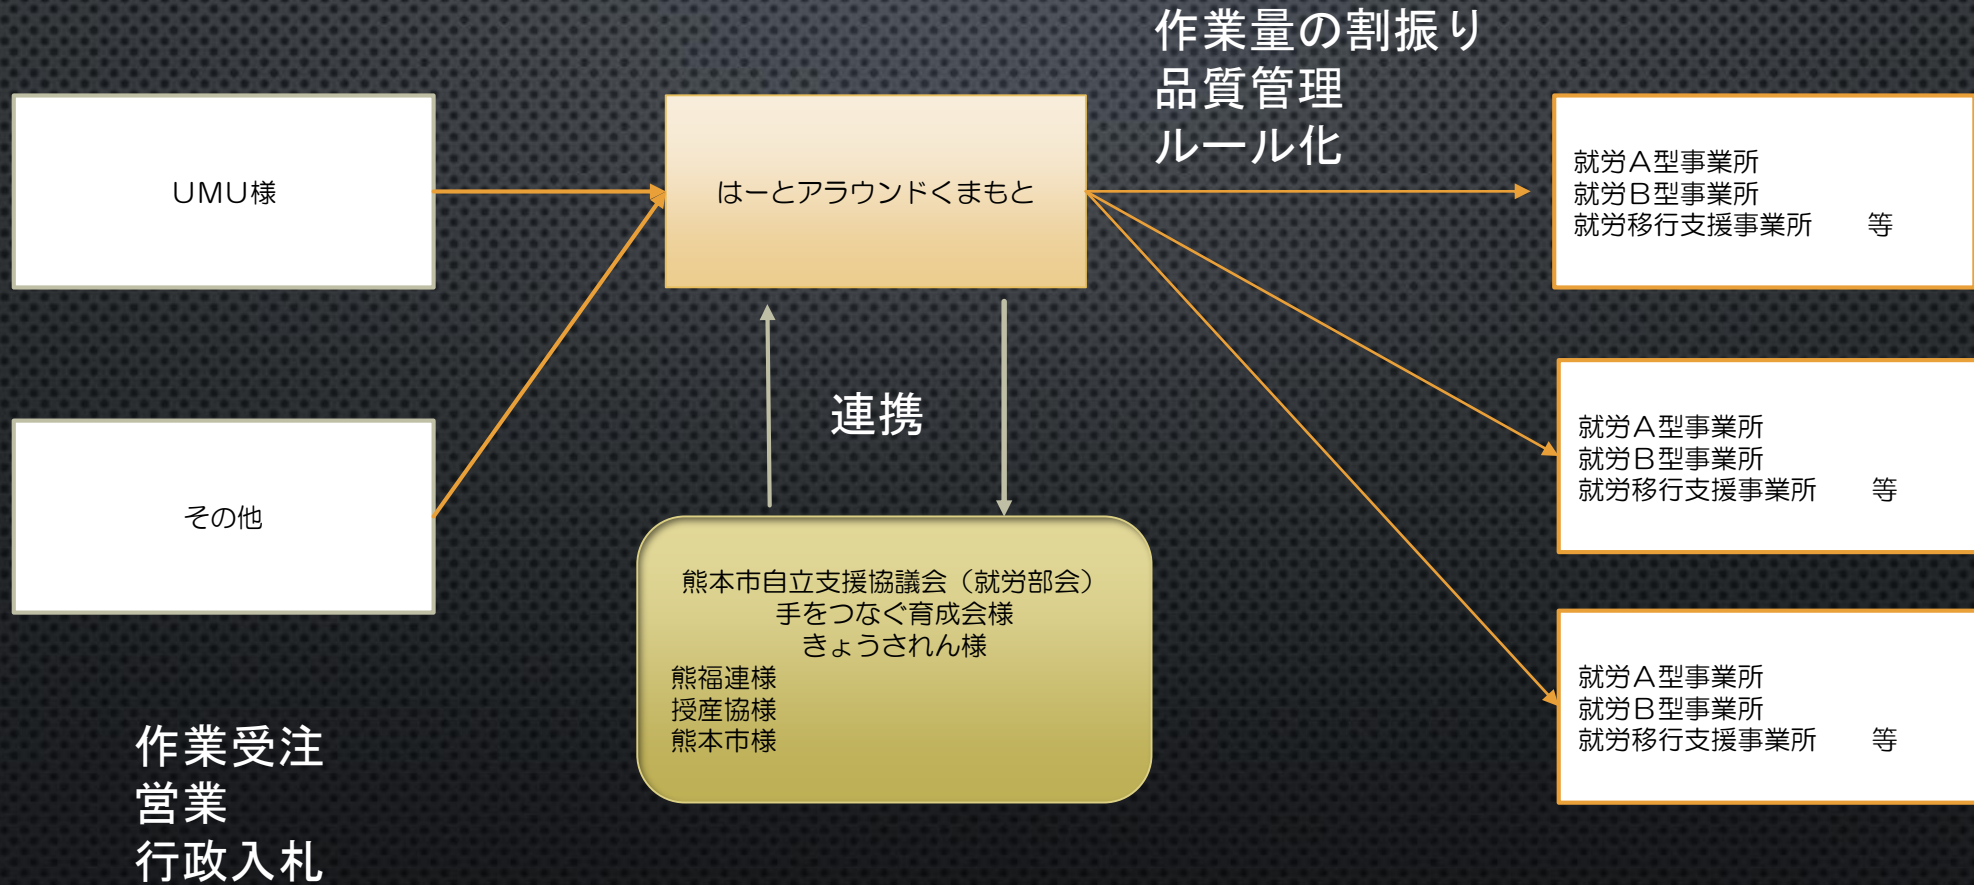 作業量の割振り
品質管理
ルール化
UMU様
はーとアラウンドくまもと
就労A型事業所
就労B型事業所
就労移行支援事業所　　等
連携
就労A型事業所
就労B型事業所
就労移行支援事業所　　等
その他
熊本市自立支援協議会（就労部会）
手をつなぐ育成会様
きょうされん様
熊福連様
授産協様
熊本市様
就労A型事業所
就労B型事業所
就労移行支援事業所　　等
作業受注
営業
行政入札